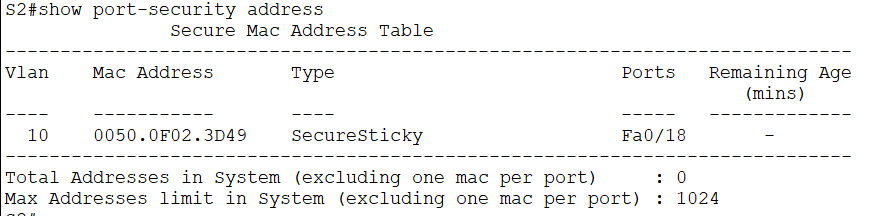 S2#show port-security address
Secure Mac Address Table
-----------------------------------------------------------------------------
Vlan    Mac Address       Type                          Ports   Remaining Age
(mins)
----    -----------       ----                          -----   -------------
10    0050.0F02.3D49    SecureSticky                  Fa0/18       -
-----------------------------------------------------------------------------
Total Addresses in System (excluding one mac per port)     : 0
Max Addresses limit in System (excluding one mac per port) : 1024
S2#